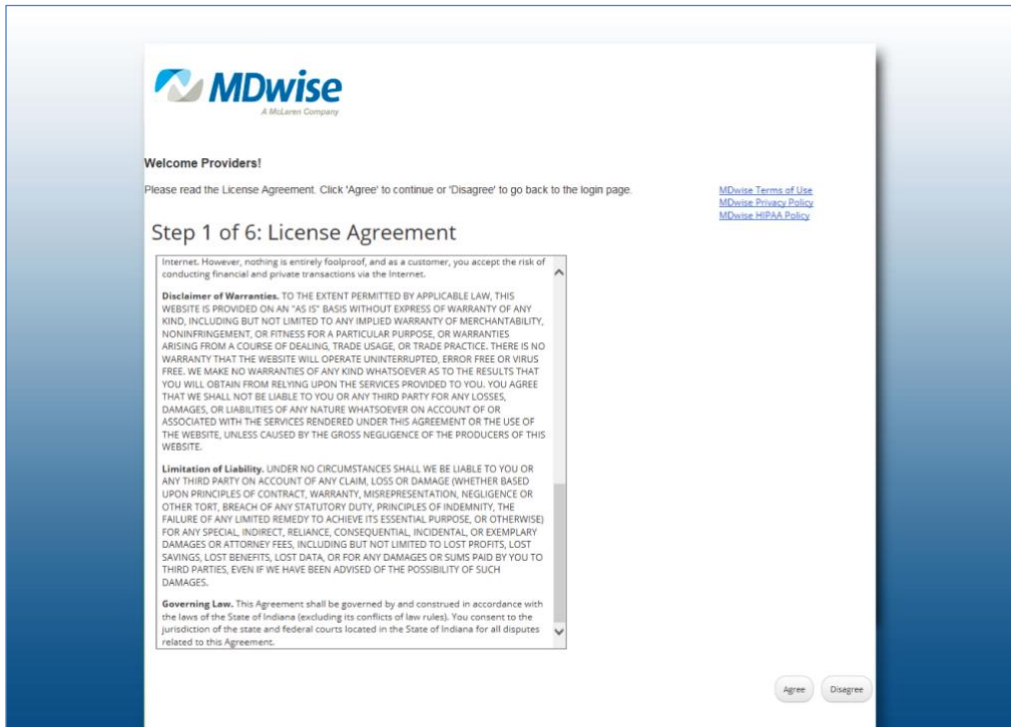 MDwise
A McLaren Company
Welcome Providers!
Please read the License Agreement. Click 'Agree' to continue or 'Disagree' to go back to the login page.
MDwise Terms of Use
MDwise Privacy Policy
MDwise HIPAA Policy
Step 1 of 6: License Agreement
Internet. However, nothing is entirely foolproof, and as a customer, you accept the risk of
conducting financial and private transactions via the Internet.
Disclaimer of Warranties. TO THE EXTENT PERMITTED BY APPLICABLE LAW, THIS
WEBSITE IS PROVIDED ON AN "AS IS" BASIS WITHOUT EXPRESS OF WARRANTY OF ANY
KIND, INCLUDING BUT NOT LIMITED TO ANY IMPLIED WARRANTY OF MERCHANTABILITY,
NONINFRINGEMENT, OR FITNESS FOR A PARTICULAR PURPOSE, OR WARRANTIES
ARISING FROM A COURSE OF DEALING, TRADE USAGE, OR TRADE PRACTICE. THERE IS NO
WARRANTY THAT THE WEBSITE WILL OPERATE UNINTERRUPTED, ERROR FREE OR VIRUS
FREE. WE MAKE NO WARRANTIES OF ANY KIND WHATSOEVER AS TO THE RESULTS THAT
YOU WILL OBTAIN FROM RELYING UPON THE SERVICES PROVIDED TO YOU. YOU AGREE
THAT WE SHALL NOT BE LIABLE TO YOU OR ANY THIRD PARTY FOR ANY LOSSES,
DAMAGES, OR LIABILITIES OF ANY NATURE WHATSOEVER ON ACCOUNT OF OR
ASSOCIATED WITH THE SERVICES RENDERED UNDER THIS AGREEMENT OR THE USE OF
THE WEBSITE, UNLESS CAUSED BY THE GROSS NEGLIGENCE OF THE PRODUCERS OF THIS
WEBSITE.
Limitation of Liability. UNDER NO CIRCUMSTANCES SHALL WE BE LIABLE TO YOU OR
ANY THIRD PARTY ON ACCOUNT OF ANY CLAIM, LOSS OR DAMAGE (WHETHER BASED
UPON PRINCIPLES OF CONTRACT, WARRANTY, MISREPRESENTATION, NEGLIGENCE OR
OTHER TORT, BREACH OF ANY STATUTORY DUTY, PRINCIPLES OF INDEMNITY, THE
FAILURE OF ANY LIMITED REMEDY TO ACHIEVE ITS ESSENTIAL PURPOSE, OR OTHERWISE)
FOR ANY SPECIAL, INDIRECT, RELIANCE, CONSEQUENTIAL, INCIDENTAL, OR EXEMPLARY
DAMAGES OR ATTORNEY FEES, INCLUDING BUT NOT LIMITED TO LOST PROFITS, LOST
SAVINGS, LOST BENEFITS, LOST DATA, OR FOR ANY DAMAGES OR SUMS PAID BY YOU TO
THIRD PARTIES, EVEN IF WE HAVE BEEN ADVISED OF THE POSSIBILITY OF SUCH
DAMAGES.
Governing Law. This Agreement shall be governed by and construed in accordance with
the laws of the State of Indiana (excluding its conflicts of law rules). You consent to the
jurisdiction of the state and federal courts located in the State of Indiana for all disputes
related to this Agreement.
Agree
Disagree